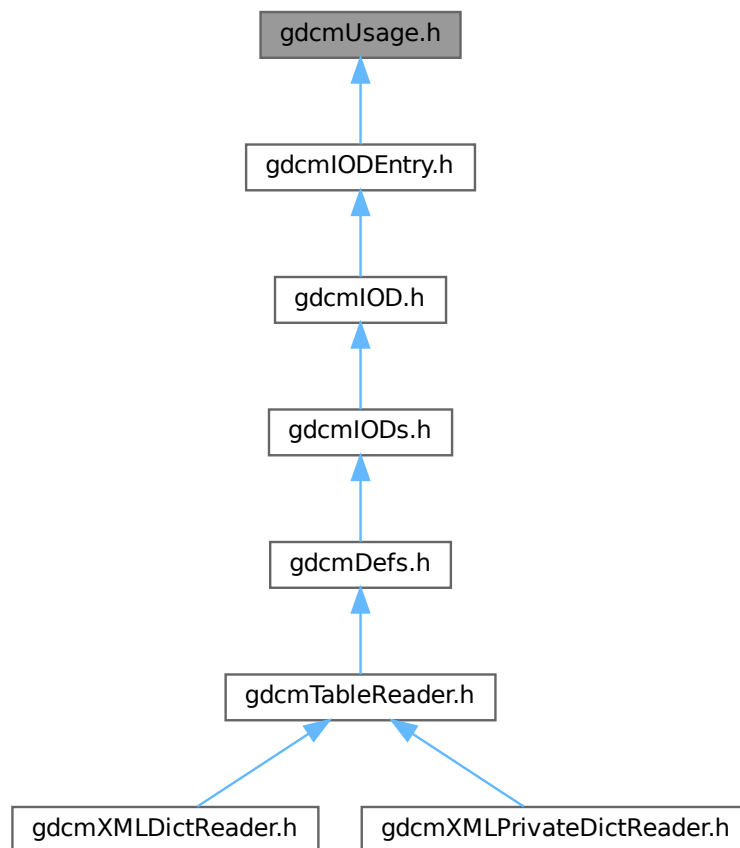 gdcmUsage.h
gdcmIODEntry.h
gdcmIOD.h
gdcmIODs.h
gdcmDefs.h
gdcmTableReader.h
gdcmXMLDictReader.h
gdcmXMLPrivateDictReader.h